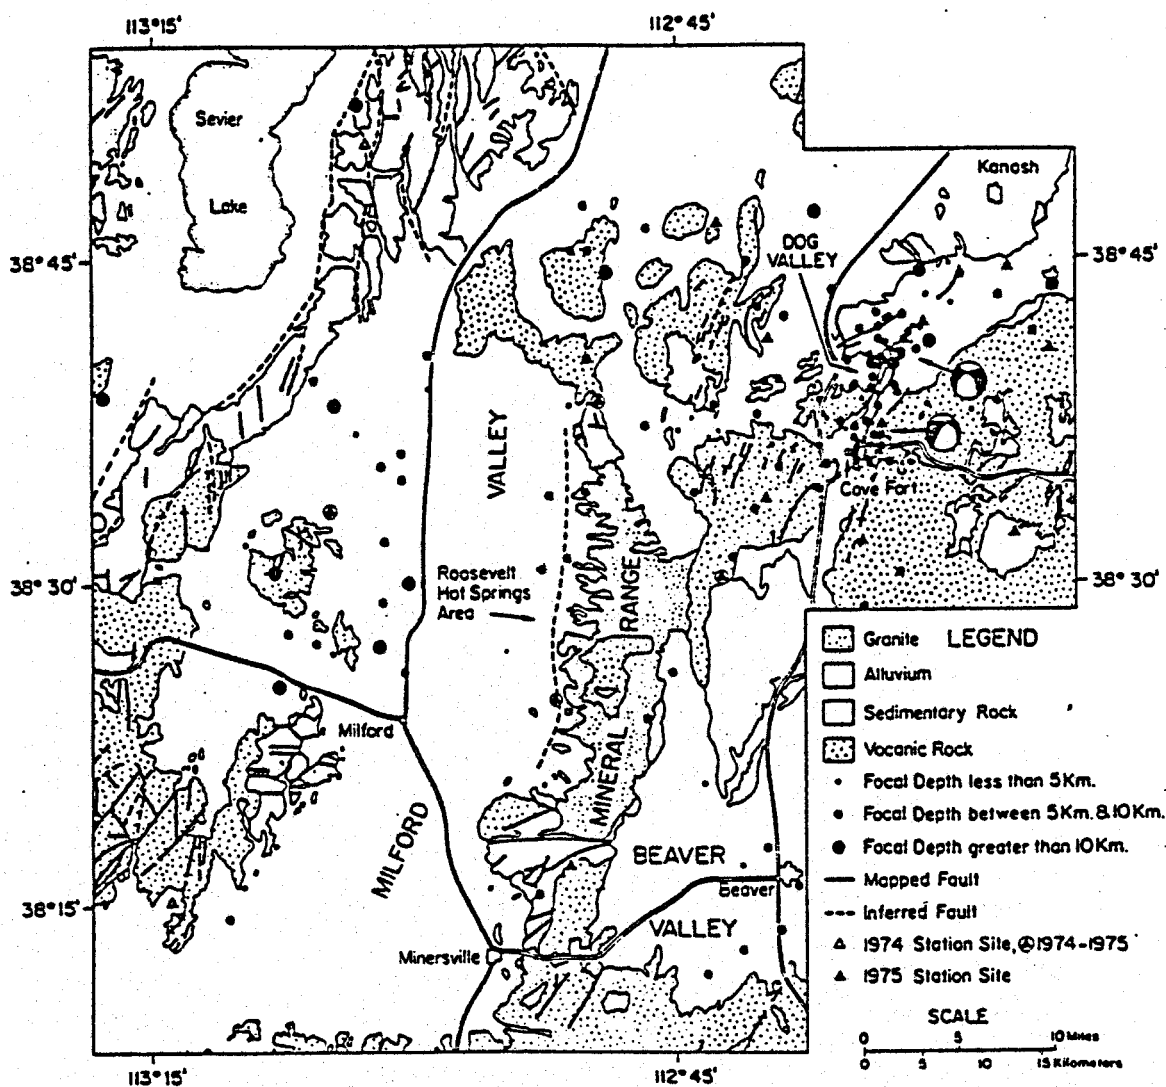 113°15'
112°45'
Sevier
Lake
Kanosh
38°45'
DOG
VALLEY
38°45'
VALLEY
Cove Fort
38°30'
Roosevelt
Hot Springs
Area
RANGE
MINERAL
38°30'
LEGEND
Granite
Alluvium
Sedimentary Rock
Vocanic Rock
Focal Depth less than 5Km.
Focal Depth between 5Km.&10Km.
Focal Depth greater than 10Km.
Mapped Fault
Inferred Fault
1974 Station Site, 1974-1975
1975 Station Site
Milford
MILFORD
BEAVER
Beaver
VALLEY
38°15'
Minersville
SCALE
0 5 10 Miles
0 5 10 15 Kilometers
113°15'
112°45'